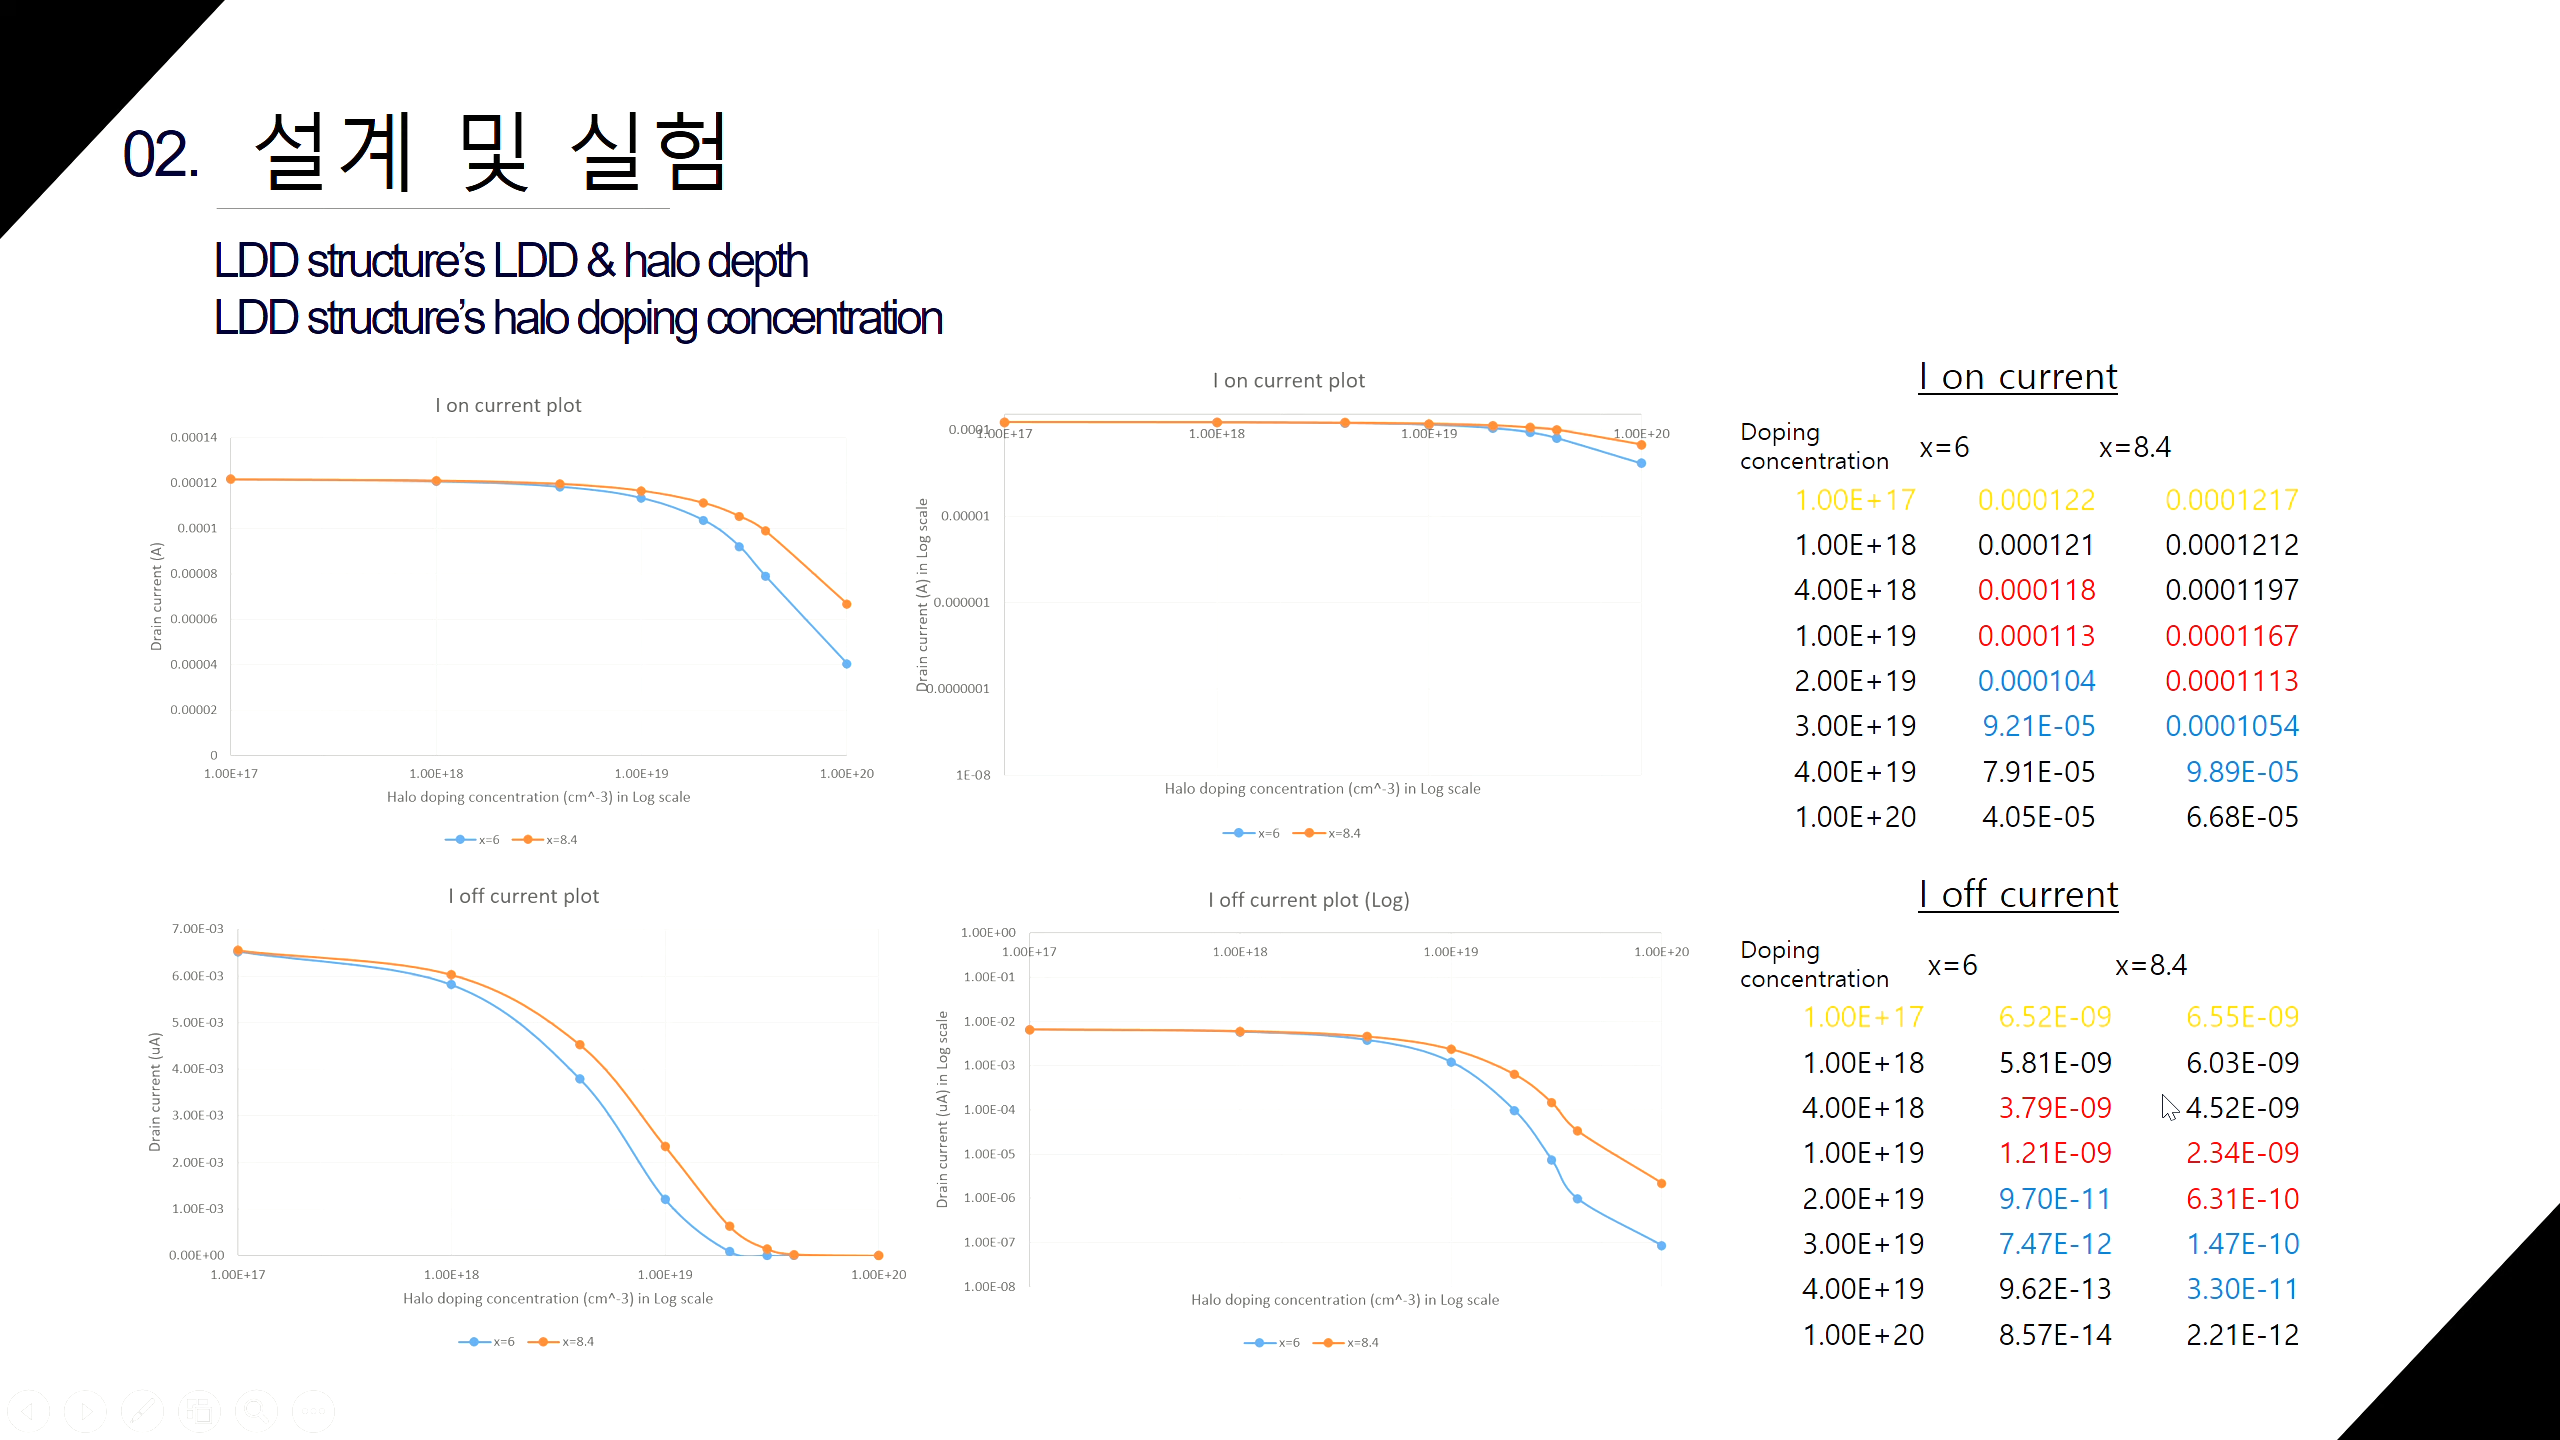 02. 설계 및 실험
LDD structure’s LDD & halo depth
LDD structure’s halo doping concentration
I on current plot
0.00014
0.00012
0.0001
0.00008
0.00006
0.00004
0.00002
0
Drain current (A)
1.00E+17 1.00E+18 1.00E+19 1.00E+20
Halo doping concentration (cm^-3) in Log scale
x=6 x=8.4
I on current plot
0.0001
0.00001
0.000001
0.0000001
1E-08
Drain current (A) in Log scale
1.00E+17 1.00E+18 1.00E+19 1.00E+20
Halo doping concentration (cm^-3) in Log scale
x=6 x=8.4
I on current
Doping
concentration x=6 x=8.4
1.00E+17 0.000122 0.0001217
1.00E+18 0.000121 0.0001212
4.00E+18 0.000118 0.0001197
1.00E+19 0.000113 0.0001167
2.00E+19 0.000104 0.0001113
3.00E+19 9.21E-05 0.0001054
4.00E+19 7.91E-05 9.89E-05
1.00E+20 4.05E-05 6.68E-05
I off current plot
7.00E-03
6.00E-03
5.00E-03
4.00E-03
3.00E-03
2.00E-03
1.00E-03
0.00E+00
Drain current (uA)
1.00E+17 1.00E+18 1.00E+19 1.00E+20
Halo doping concentration (cm^-3) in Log scale
x=6 x=8.4
I off current plot (Log)
1.00E+00
1.00E-01
1.00E-02
1.00E-03
1.00E-04
1.00E-05
1.00E-06
1.00E-07
1.00E-08
Drain current (uA) in Log scale
1.00E+17 1.00E+18 1.00E+19 1.00E+20
Halo doping concentration (cm^-3) in Log scale
x=6 x=8.4
I off current
Doping
concentration x=6 x=8.4
1.00E+17 6.52E-09 6.55E-09
1.00E+18 5.81E-09 6.03E-09
4.00E+18 3.79E-09 4.52E-09
1.00E+19 1.21E-09 2.34E-09
2.00E+19 9.70E-11 6.31E-10
3.00E+19 7.47E-12 1.47E-10
4.00E+19 9.62E-13 3.30E-11
1.00E+20 8.57E-14 2.21E-12